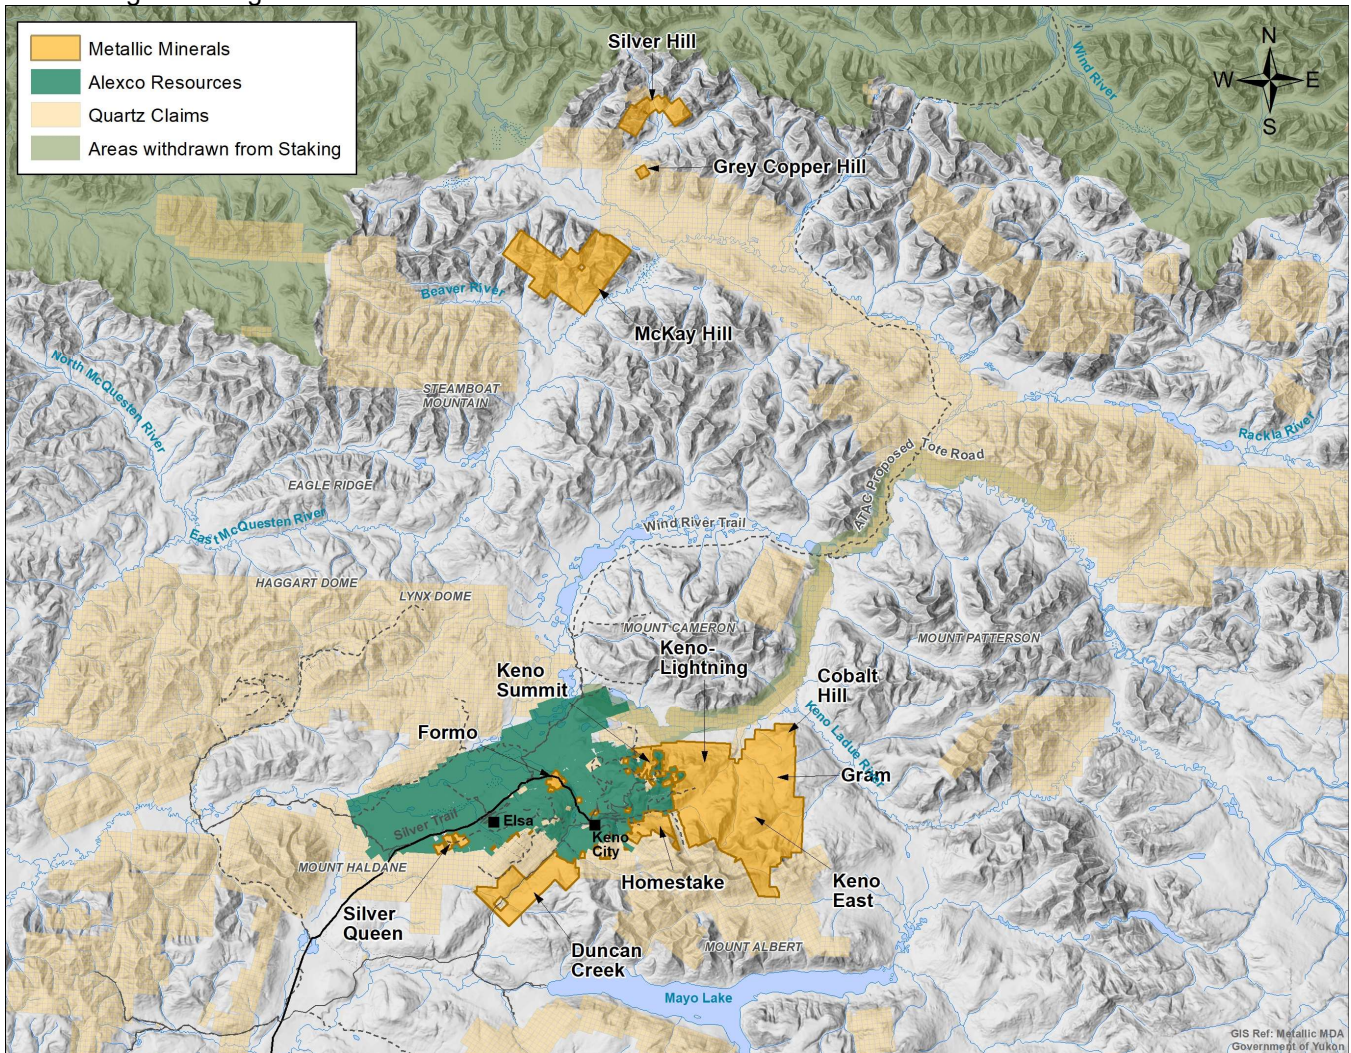 Metallic Minerals
Alexco Resources
Quartz Claims
Areas withdrawn from Staking
Silver Hill
Wind River
N
W
E
S
Grey Copper Hill
Beaver River
McKay Hill
North McQuesten River
STEAMBOAT
MOUNTAIN
Rackla River
ATAC Proposed Tote Road
EAGLE RIDGE
East McQuesten River
Wind River Trail
HAGGART DOME
LYNX DOME
MOUNT CAMERON
MOUNT PATTERSON
Keno-
Lightning
Keno
Summit
Cobalt
Hill
Keno Ladue River
Formo
Gram
Silver Trail
Elsa
Keno
City
MOUNT HALDANE
Homestake
Keno
East
Silver
Queen
Duncan
Creek
MOUNT ALBERT
Mayo Lake
GIS Ref: Metallic MDA
Government of Yukon